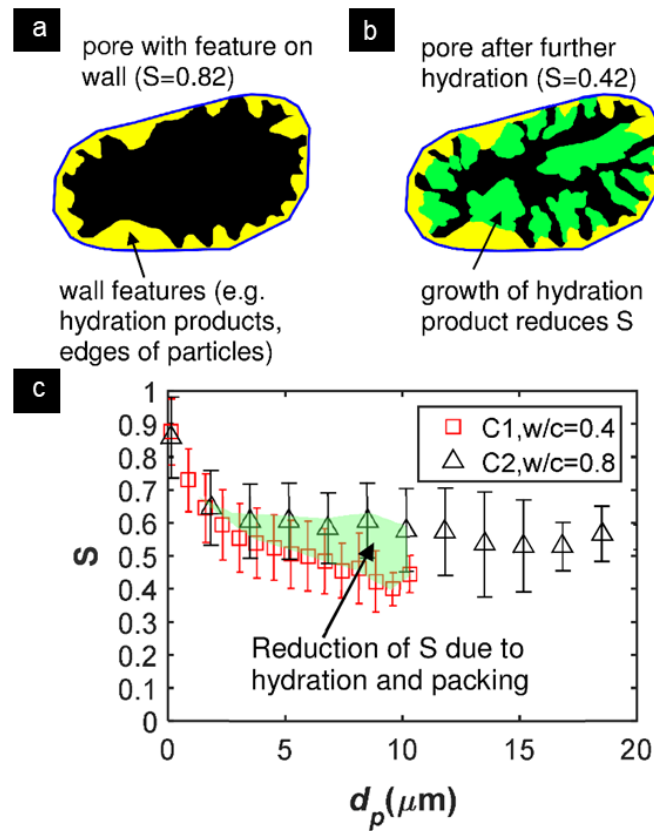 a
pore with feature on
wall (S=0.82)
wall features (e.g.
hydration products,
edges of particles)
b
pore after further
hydration (S=0.42)
growth of hydration
product reduces S
c
1
0.9
0.8
0.7
0.6
0.5
0.4
0.3
0.2
0.1
0
S
C1,w/c=0.4
C2,w/c=0.8
Reduction of S due to
hydration and packing
0 5 10 15 20
dₚ(μm)